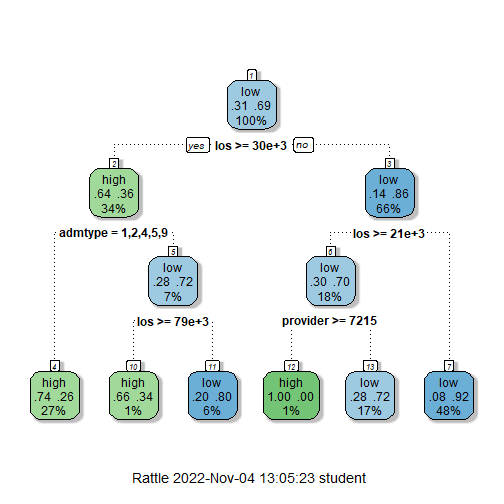 1
low
.31 .69
100%
yes los >= 30e+3 no
2
high
.64 .36
34%
3
low
.14 .86
66%
admtype = 1,2,4,5,9
los >= 21e+3
5
low
.28 .72
7%
6
low
.30 .70
18%
los >= 79e+3
provider >= 7215
4
high
.74 .26
27%
10
high
.66 .34
1%
11
low
.20 .80
6%
12
high
1.00 .00
1%
13
low
.28 .72
17%
7
low
.08 .92
48%
Rattle 2022-Nov-04 13:05:23 student